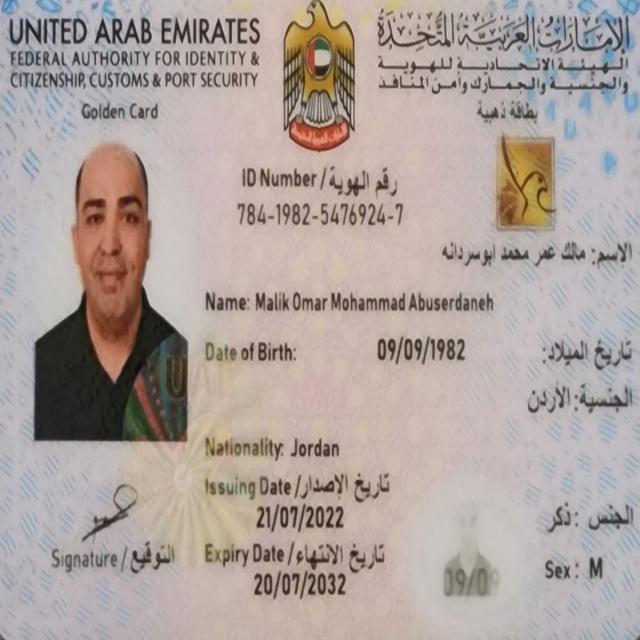 UNITED ARAB EMIRATES
FEDERAL AUTHORITY FOR IDENTITY &
CITIZENSHIP, CUSTOMS & PORT SECURITY
Golden Card
الإمارات العربية المتحدة
الهيئة الاتحادية للهوية
والجنسية والجمارك وأمن المنافذ
بطاقة ذهبية
ID Number / رقم الهوية
784-1982-5476924-7
الاسم: مالك عمر محمد ابوسردانه
Name: Malik Omar Mohammad Abuserdaneh
Date of Birth: 09/09/1982 تاريخ الميلاد:
الجنسية: الأردن
Nationality: Jordan
Issuing Date / تاريخ الإصدار
21/07/2022
الجنس: ذكر
Signature / التوقيع
Expiry Date / تاريخ الانتهاء
20/07/2032
Sex: M
09/09